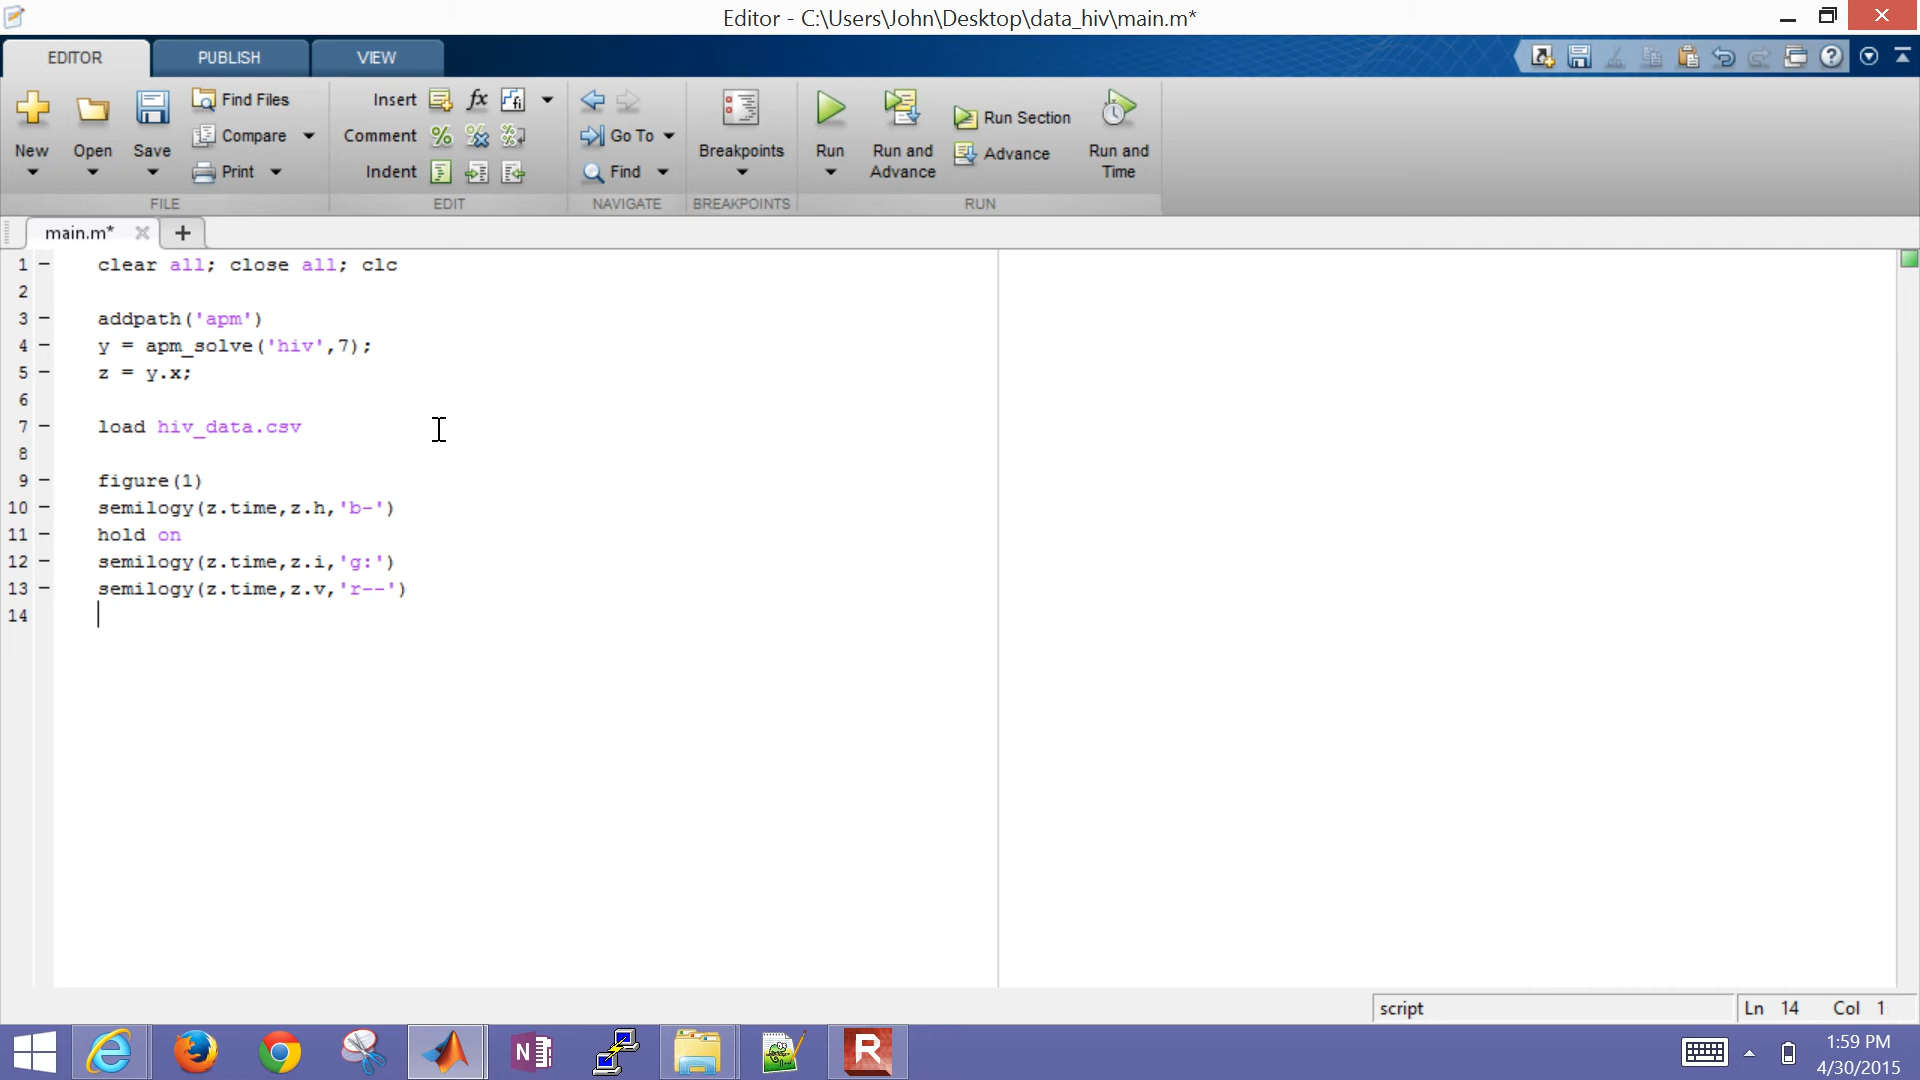 Editor - C:\Users\John\Desktop\data_hiv\main.m*
EDITOR PUBLISH VIEW
New
Open
Save
Find Files
Compare
Print
FILE
Insert fx
Comment
Indent
EDIT
Go To
Find
NAVIGATE
Breakpoints
BREAKPOINTS
Run
Run and
Advance
Run Section
Advance
Run and
Time
RUN
main.m*
1 clear all; close all; clc
2
3 addpath('apm')
4 y = apm_solve('hiv',7);
5 z = y.x;
6
7 load hiv_data.csv
8
9 figure(1)
10 semilogy(z.time,z.h,'b-')
11 hold on
12 semilogy(z.time,z.i,'g:')
13 semilogy(z.time,z.v,'r--')
14
script Ln 14 Col 1
1:59 PM
4/30/2015